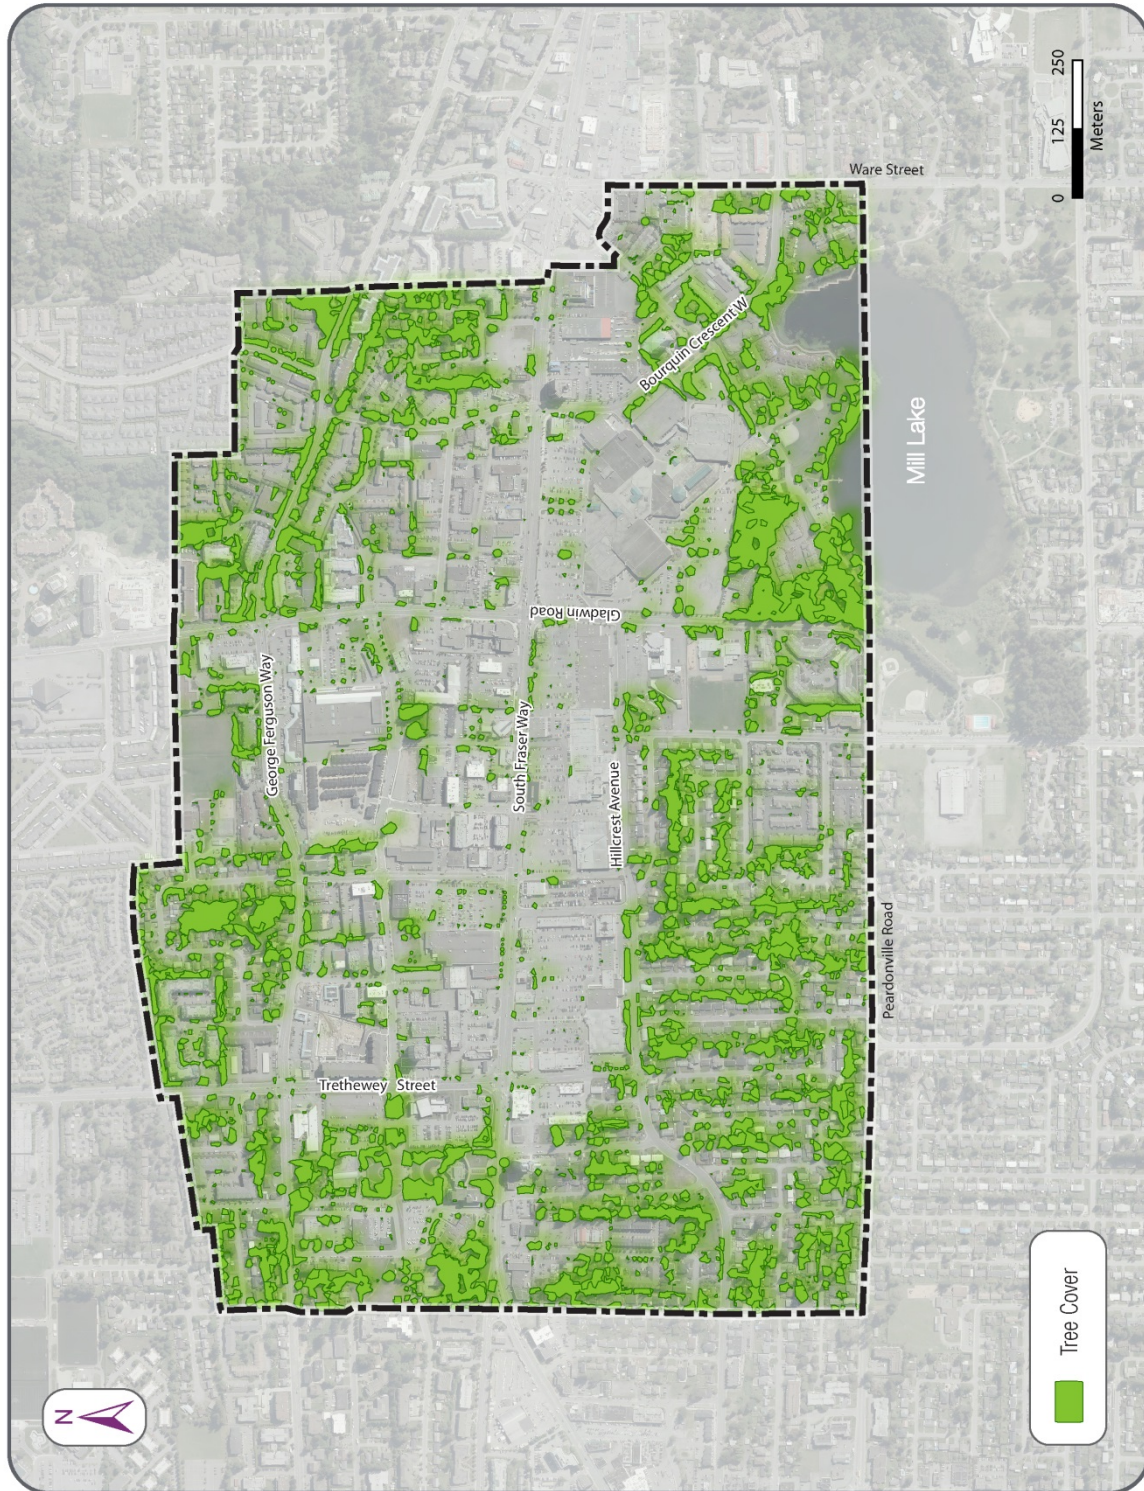 N
George Ferguson Way
South Fraser Way
Hillcrest Avenue
Trethewey Street
Gladwin Road
Bourquin Crescent W
Ware Street
Peardonville Road
Mill Lake
Tree Cover
0 125 250
Meters